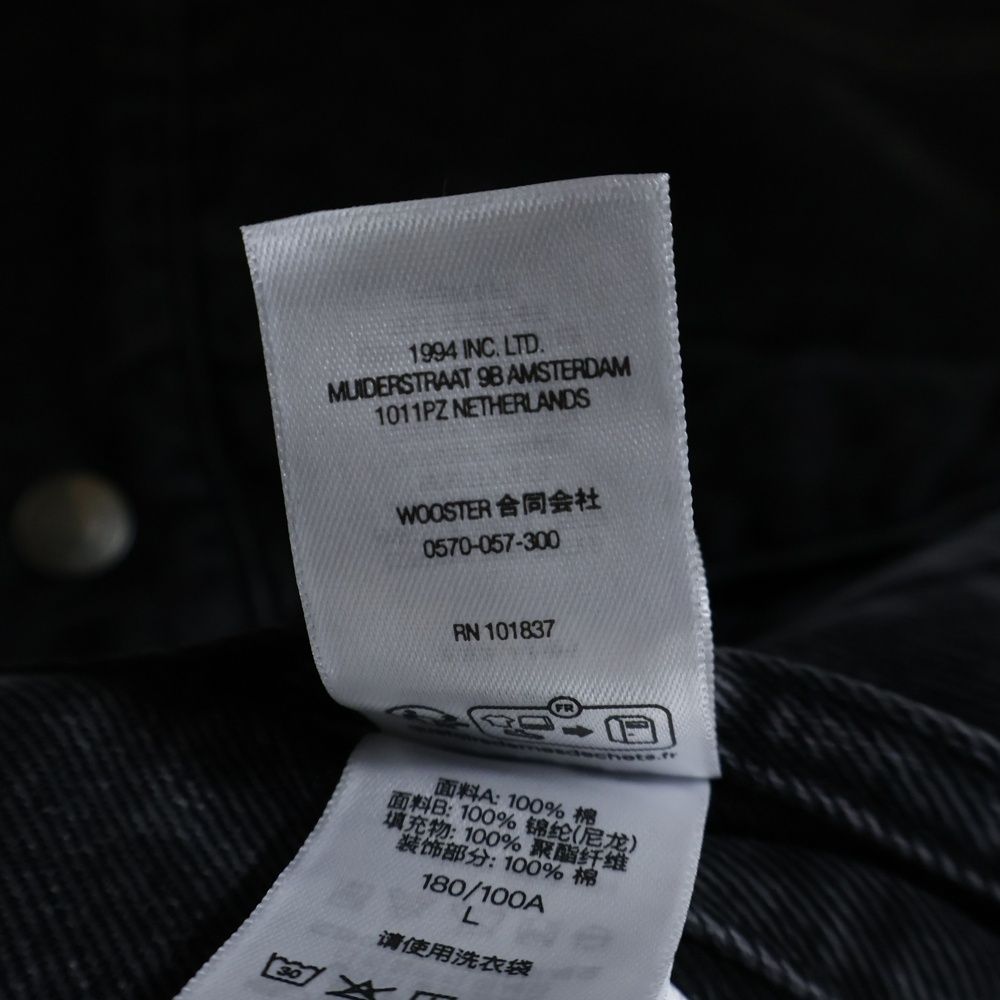 1994 INC. LTD.
MUIDERSTRAAT 9B AMSTERDAM
1011PZ NETHERLANDS
WOOSTER 合同会社
0570-057-300
RN 101837
FR
面料A: 100% 棉
面料B: 100% 锦纶(尼龙)
填充物: 100% 聚酯纤维
装饰部分: 100% 棉
180/100A
L
请使用洗衣袋
30